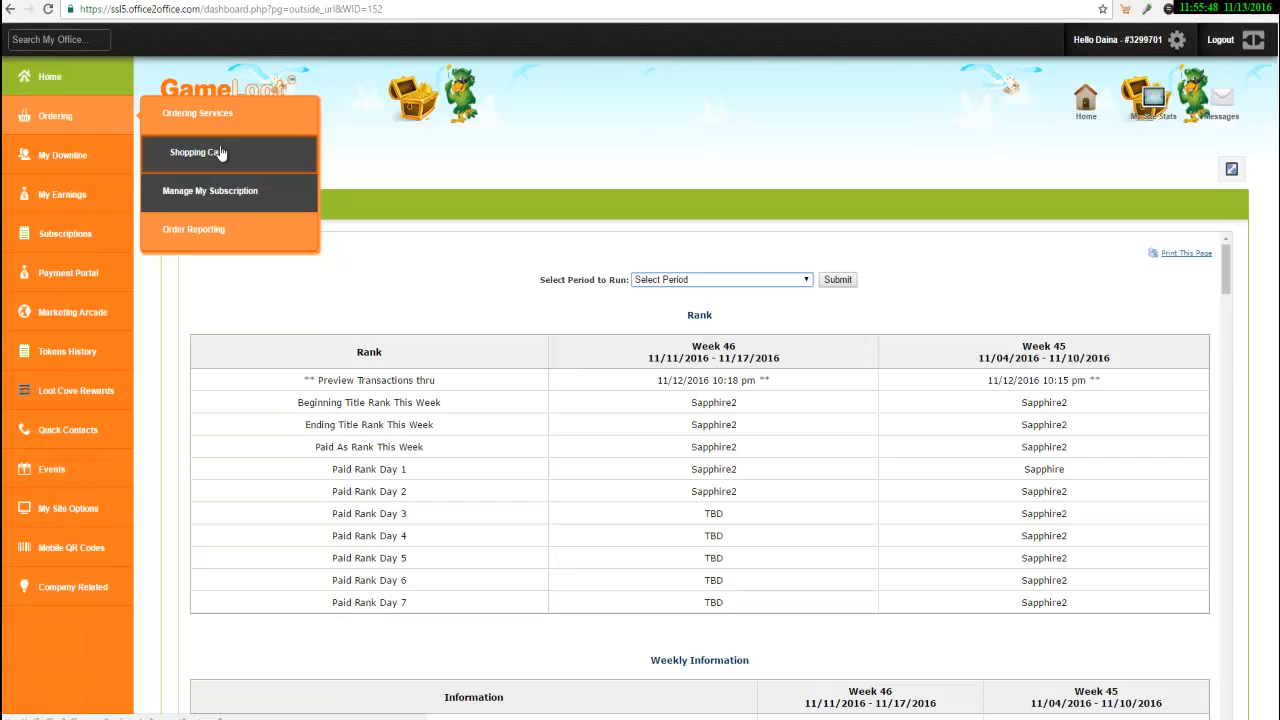 https://ssl5.office2office.com/dashboard.php?pg=outside_url&WID=152
11:55:48 11/13/2016
Search My Office...
Hello Daina - #3299701
Logout
Home
Ordering
My Downline
My Earnings
Subscriptions
Payment Portal
Marketing Arcade
Tokens History
Loot Cove Rewards
Quick Contacts
Events
My Site Options
Mobile QR Codes
Company Related
GameLoot
Ordering Services
Shopping
Manage My Subscription
Order Reporting
Home
Messages
Print This Page
Select Period to Run: Select Period Submit
Rank
Rank Week 46 11/11/2016 - 11/17/2016 Week 45 11/04/2016 - 11/10/2016
** Preview Transactions thru 11/12/2016 10:18 pm ** 11/12/2016 10:15 pm **
Beginning Title Rank This Week Sapphire2 Sapphire2
Ending Title Rank This Week Sapphire2 Sapphire2
Paid As Rank This Week Sapphire2 Sapphire2
Paid Rank Day 1 Sapphire2 Sapphire
Paid Rank Day 2 Sapphire2 Sapphire2
Paid Rank Day 3 TBD Sapphire2
Paid Rank Day 4 TBD Sapphire2
Paid Rank Day 5 TBD Sapphire2
Paid Rank Day 6 TBD Sapphire2
Paid Rank Day 7 TBD Sapphire2
Weekly Information
Information Week 46 11/11/2016 - 11/17/2016 Week 45 11/04/2016 - 11/10/2016